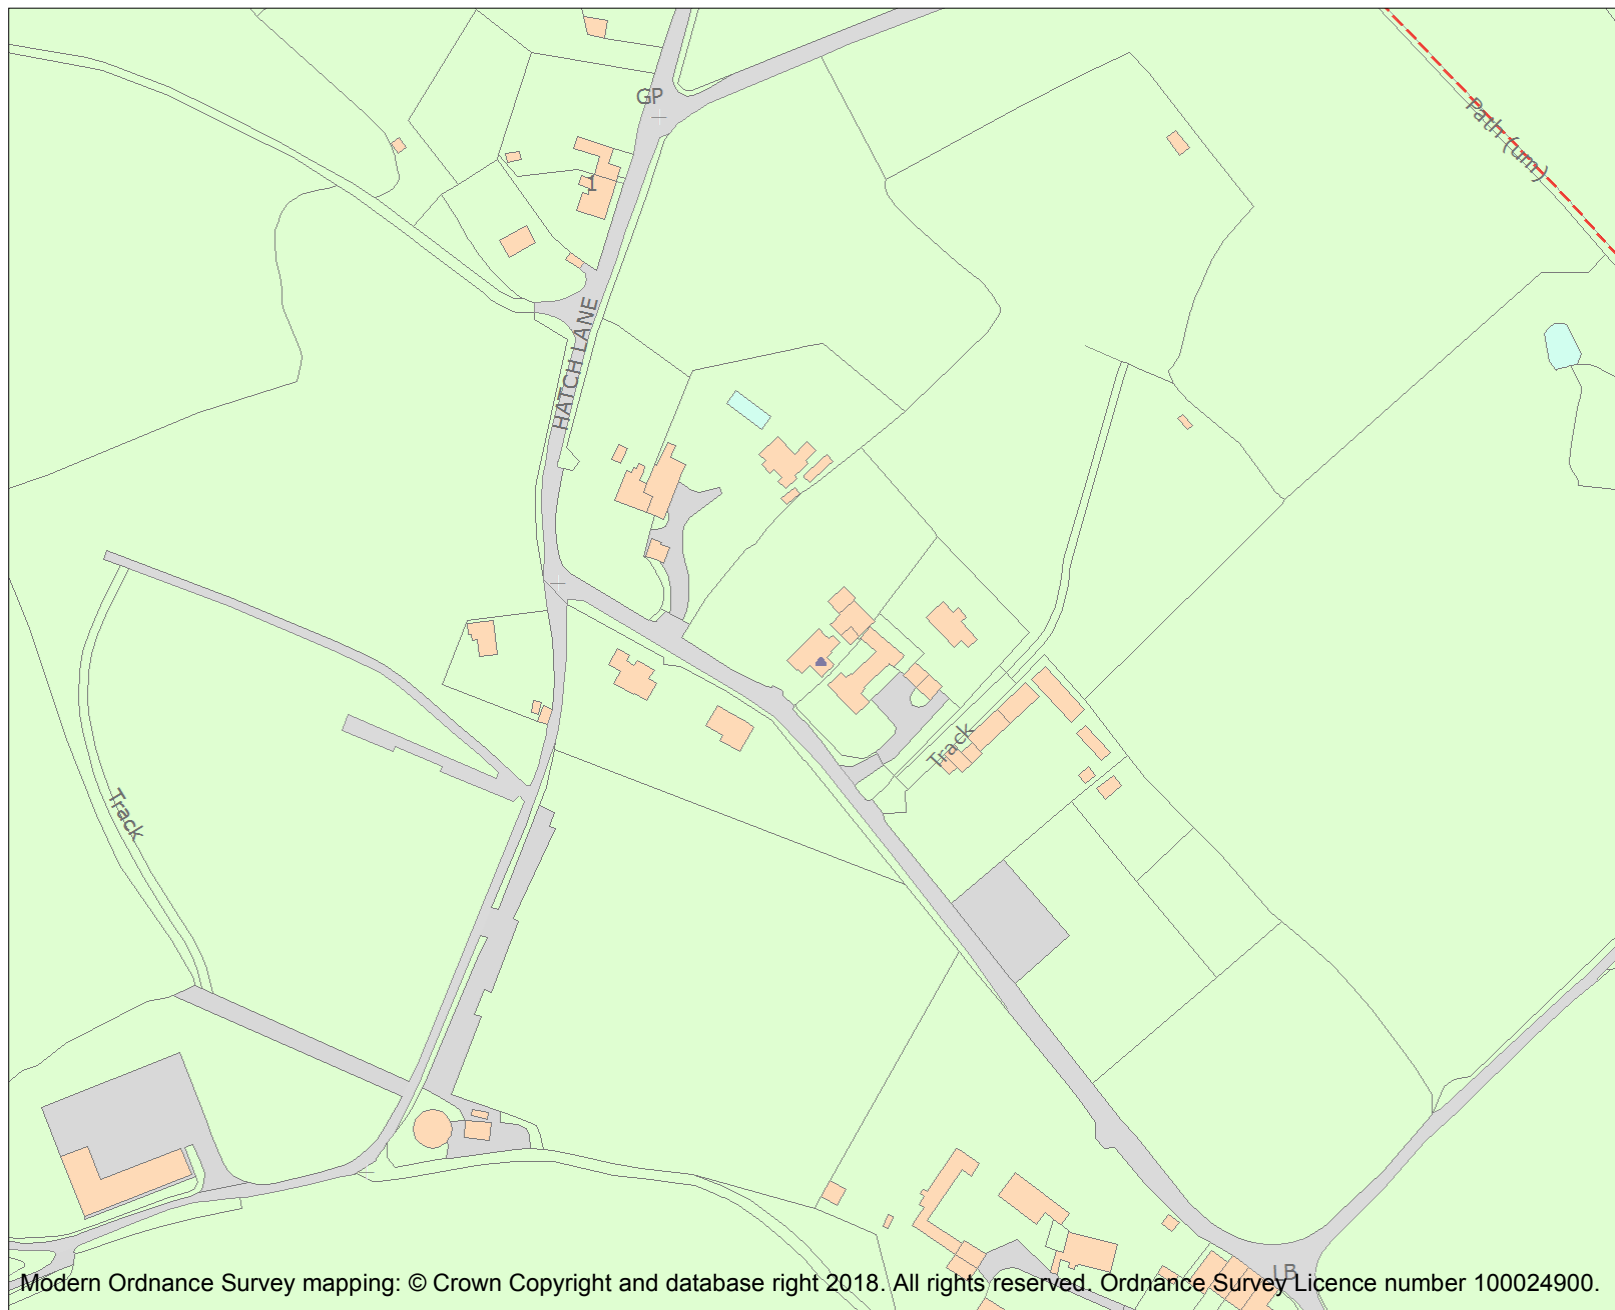 GP
Path (um)
1
HATCH LANE
Track
Track
LB
Modern Ordnance Survey mapping: © Crown Copyright and database right 2018. All rights reserved. Ordnance Survey Licence number 100024900.